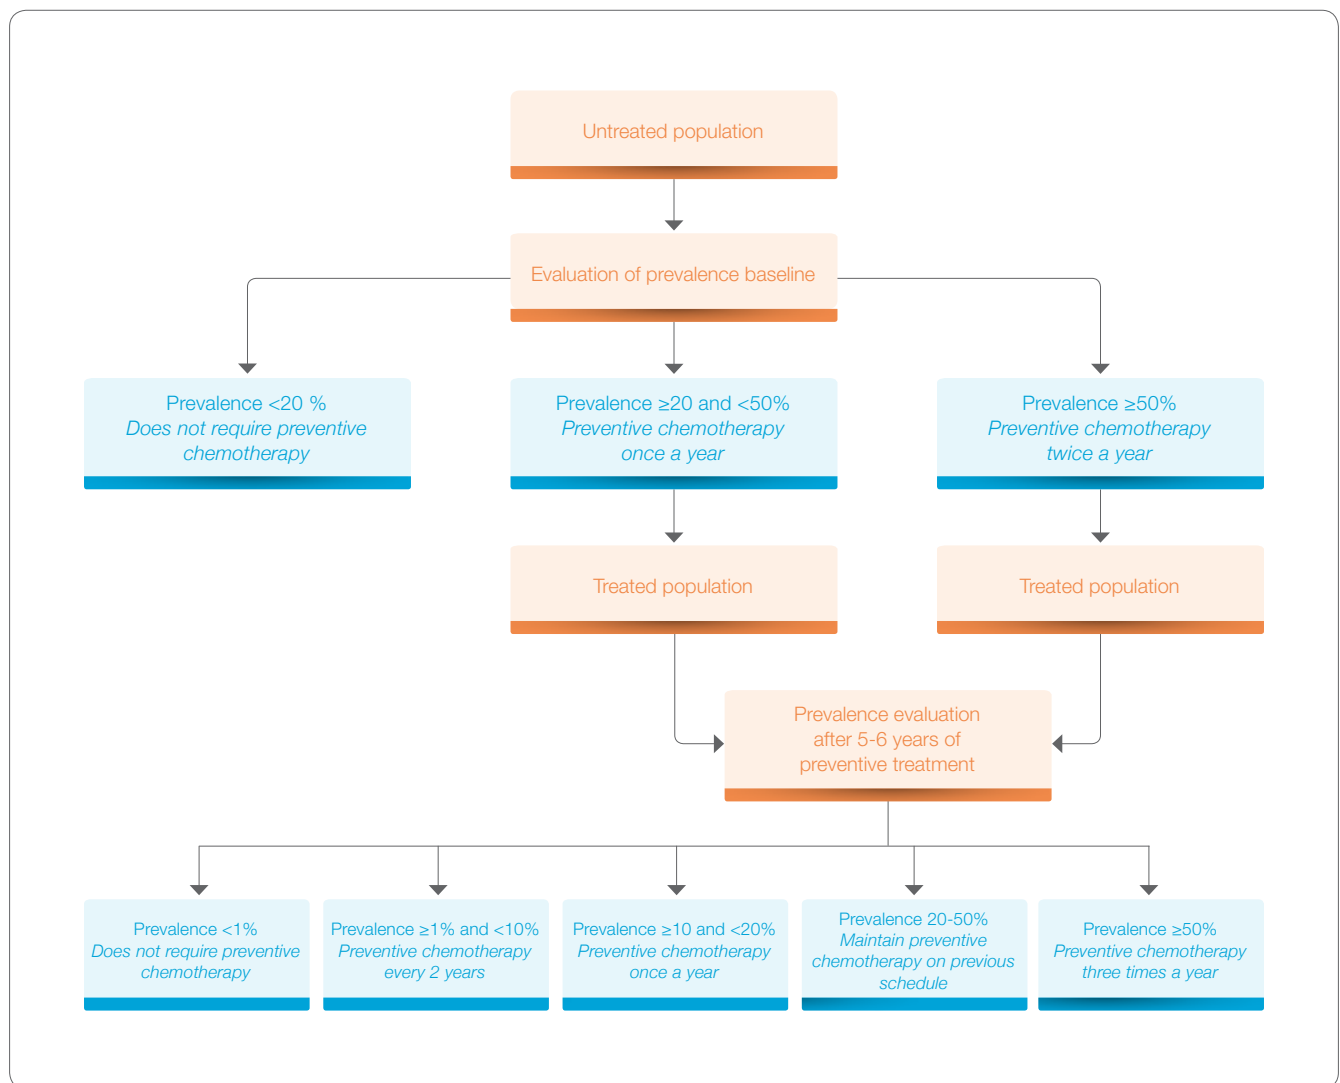 Untreated population
Evaluation of prevalence baseline
Prevalence <20 %
Does not require preventive
chemotherapy
Prevalence ≥20 and <50%
Preventive chemotherapy
once a year
Prevalence ≥50%
Preventive chemotherapy
twice a year
Treated population
Treated population
Prevalence evaluation
after 5-6 years of
preventive treatment
Prevalence <1%
Does not require preventive
chemotherapy
Prevalence ≥1% and <10%
Preventive chemotherapy
every 2 years
Prevalence ≥10 and <20%
Preventive chemotherapy
once a year
Prevalence 20-50%
Maintain preventive
chemotherapy on previous
schedule
Prevalence ≥50%
Preventive chemotherapy
three times a year